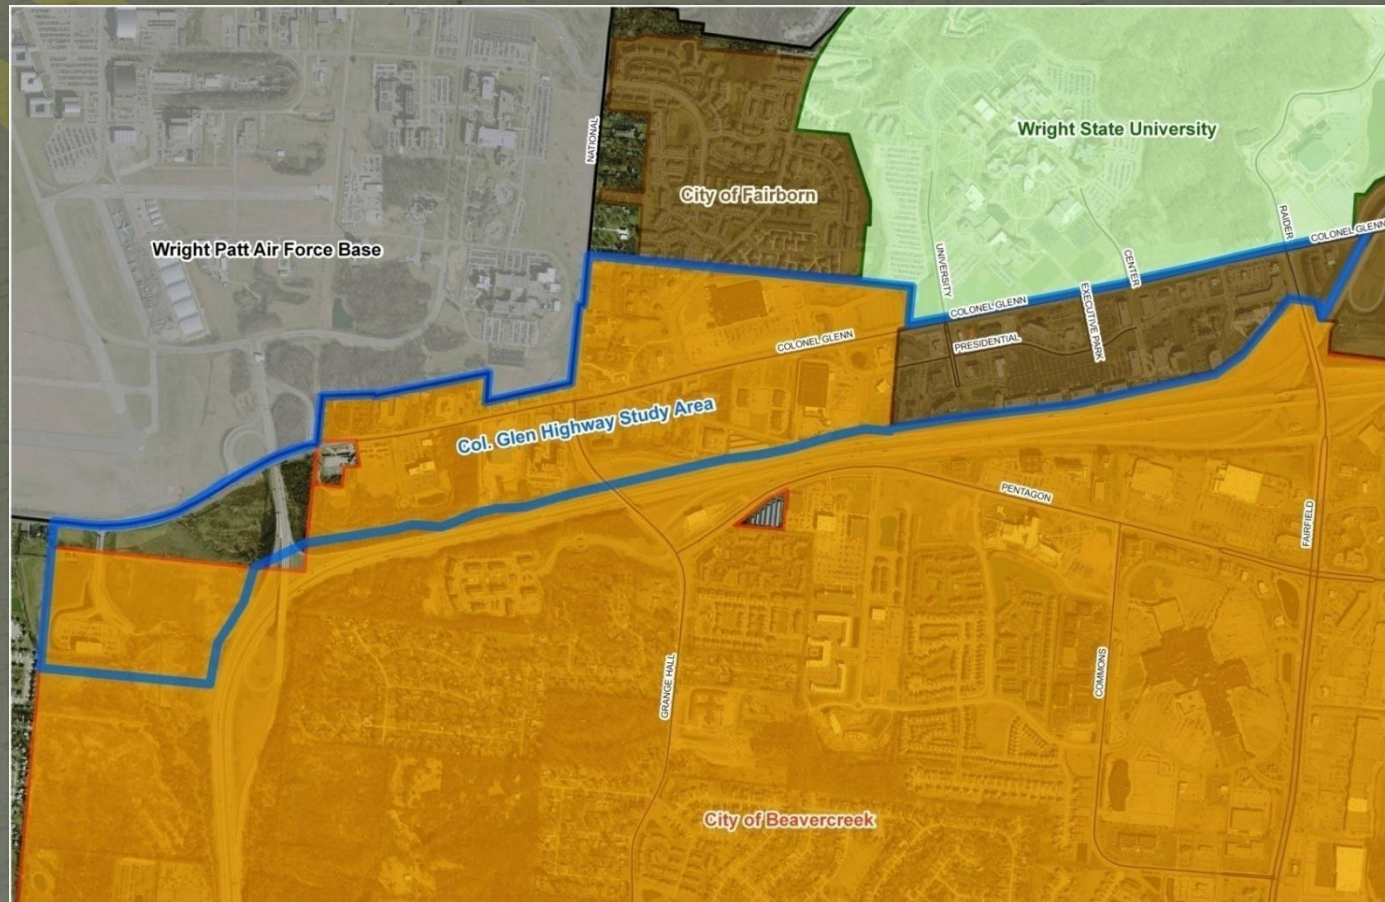 NATIONAL
Wright State University
City of Fairborn
RAIDER
Wright Patt Air Force Base
COLONEL GLENN
UNIVERSITY
CENTER
EXECUTIVE PARK
COLONEL GLENN
COLONEL GLENN
PRESIDENTIAL
Col. Glen Highway Study Area
PENTAGON
FAIRFIELD
GRANGE HALL
COMMONS
City of Beavercreek